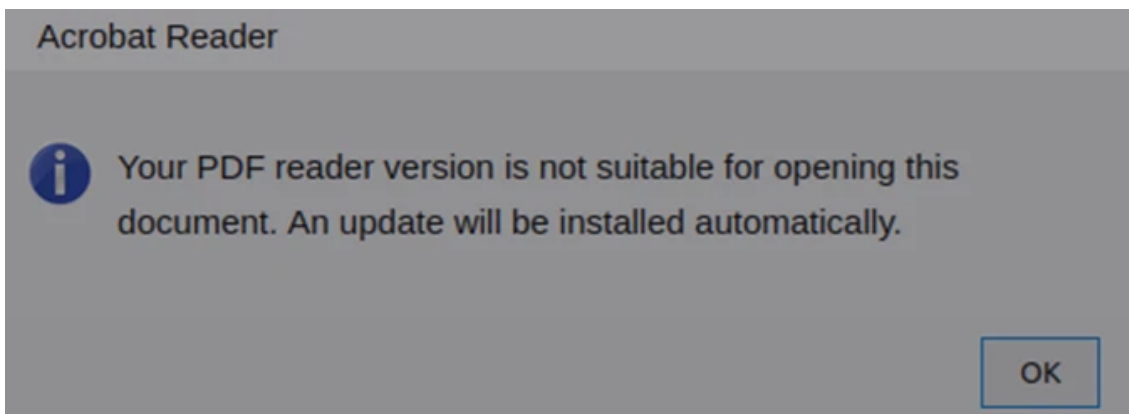 Acrobat Reader
Your PDF reader version is not suitable for opening this
document. An update will be installed automatically.
OK